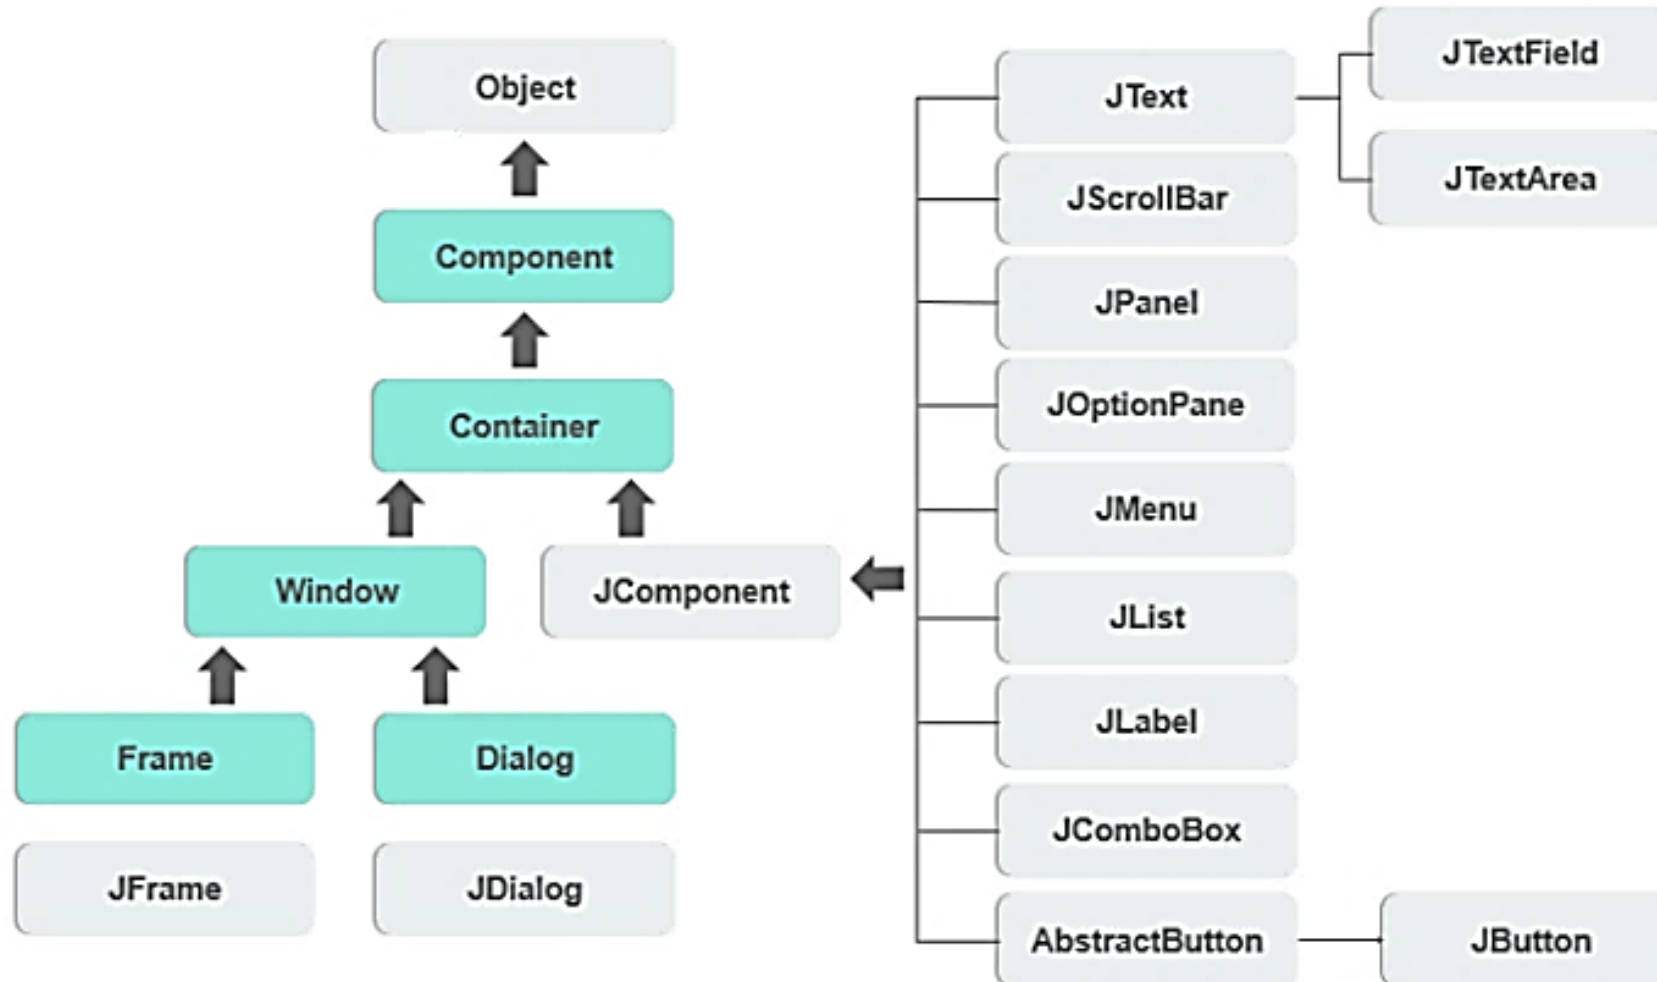 Object
Component
Container
Window
JComponent
Frame
Dialog
JFrame
JDialog
JText
JScrollBar
JPanel
JOptionPane
JMenu
JList
JLabel
JComboBox
AbstractButton
JTextField
JTextArea
JButton